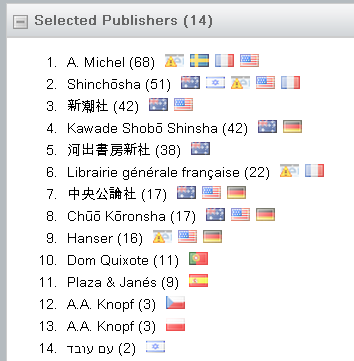 Selected Publishers (14)
1. A. Michel (68)
2. Shinchōsha (51)
3. 新潮社 (42)
4. Kawade Shobō Shinsha (42)
5. 河出書房新社 (38)
6. Librairie générale française (22)
7. 中央公論社 (17)
8. Chūō Kōronsha (17)
9. Hanser (16)
10. Dom Quixote (11)
11. Plaza & Janés (9)
12. A.A. Knopf (3)
13. A.A. Knopf (3)
14. עם עובד (2)